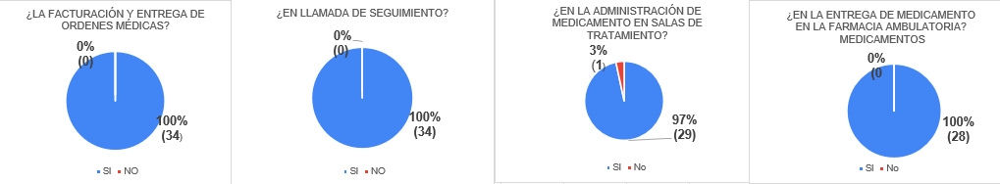 ¿LA FACTURACIÓN Y ENTREGA DE
ORDENES MÉDICAS?
0%
(0)
100%
(34)
SI NO
¿EN LLAMADA DE SEGUIMIENTO?
0%
(0)
100%
(34)
SI NO
¿EN LA ADMINISTRACIÓN DE
MEDICAMENTO EN SALAS DE
TRATAMIENTO?
3%
(1)
97%
(29)
SI No
¿EN LA ENTREGA DE MEDICAMENTO
EN LA FARMACIA AMBULATORIA?
MEDICAMENTOS
0%
(0
100%
(28)
SI No